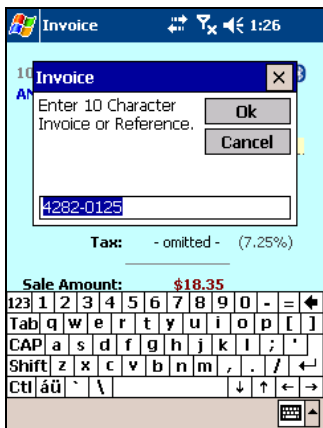 Invoice 1:26
10
Invoice
AN
Enter 10 Character
Invoice or Reference.
Ok
Cancel
4282-0125
Tax: - omitted - (7.25%)
Sale Amount: $18.35
123 1 2 3 4 5 6 7 8 9 0 - =
Tab q w e r t y u i o p [ ]
CAP a s d f g h j k l ; '
Shift z x c v b n m , . /
Ctl áü ` \